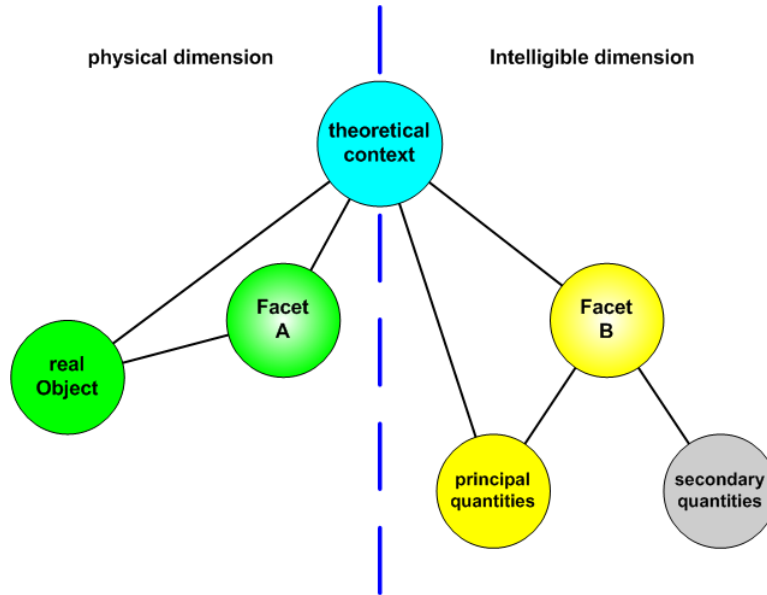 physical dimension
Intelligible dimension
theoretical
context
Facet
A
Facet
B
real
Object
principal
quantities
secondary
quantities